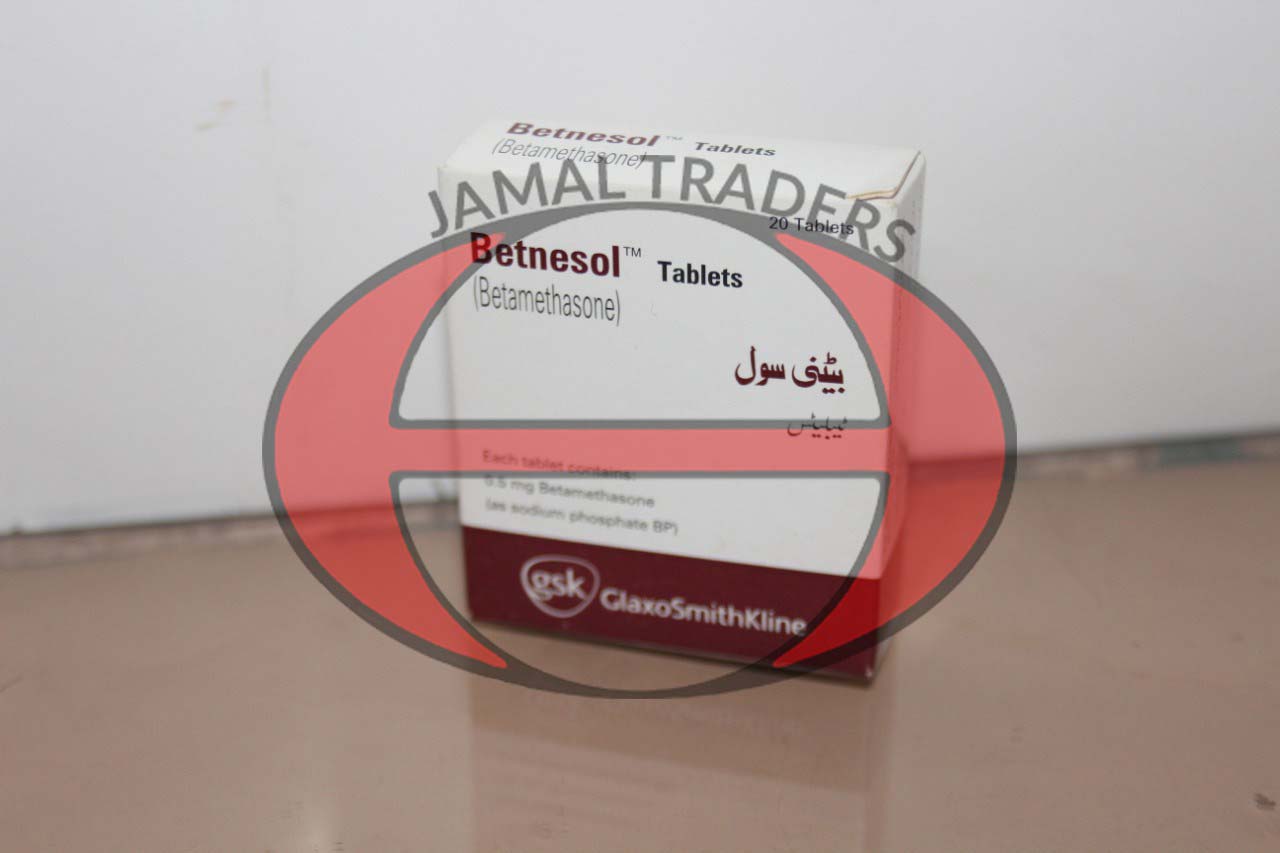 Betnesol™ Tablets
(Betamethasone)
JAMAL TRADERS
20 Tablets
Betnesol™ Tablets
(Betamethasone)
بیٹنی سول
ٹیبلیٹس
Each tablet contains:
0.5 mg Betamethasone
(as sodium phosphate BP)
gsk GlaxoSmithKline